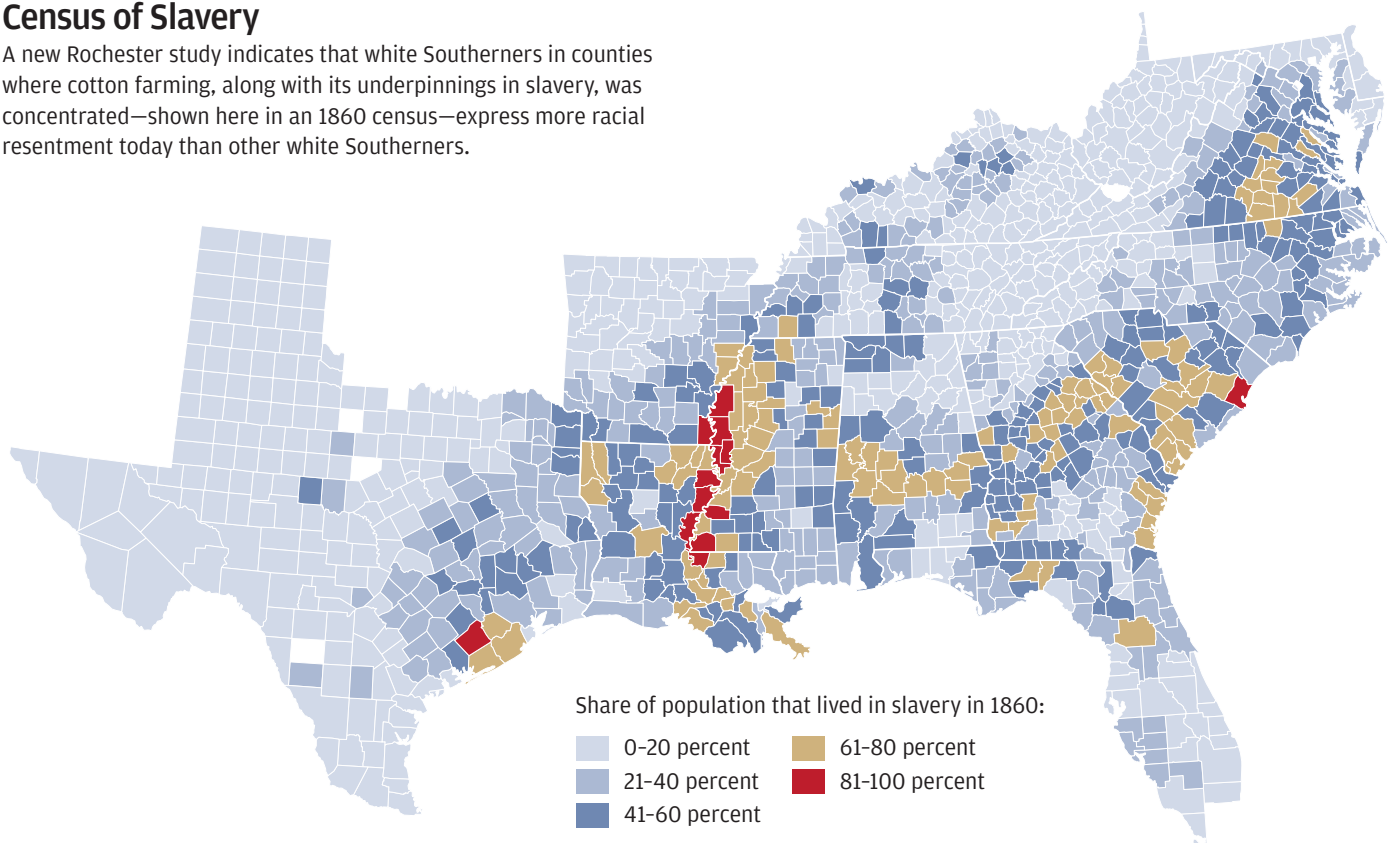 Census of Slavery
A new Rochester study indicates that white Southerners in counties
where cotton farming, along with its underpinnings in slavery, was
concentrated—shown here in an 1860 census—express more racial
resentment today than other white Southerners.
Share of population that lived in slavery in 1860:
0–20 percent
21–40 percent
41–60 percent
61–80 percent
81–100 percent